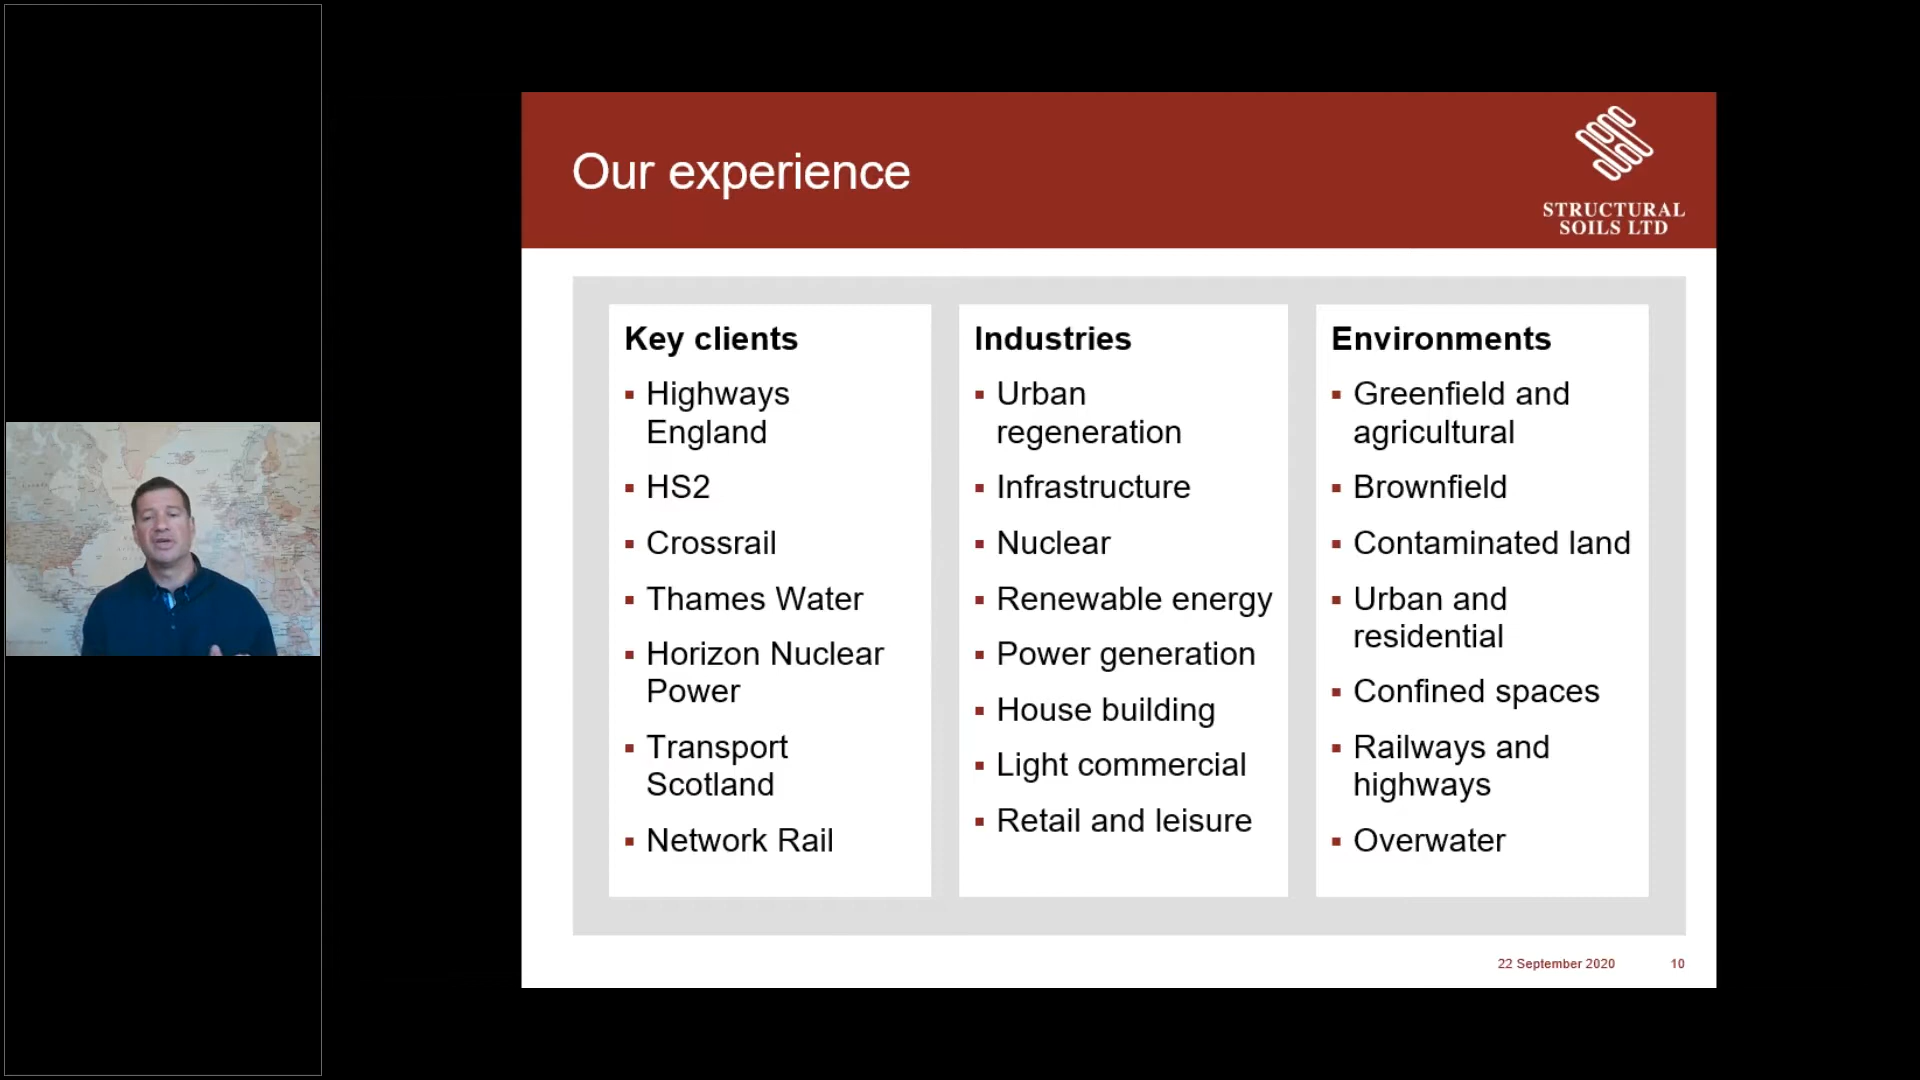 Our experience
STRUCTURAL
SOILS LTD
Key clients
Highways
England
HS2
Crossrail
Thames Water
Horizon Nuclear
Power
Transport
Scotland
Network Rail
Industries
Urban
regeneration
Infrastructure
Nuclear
Renewable energy
Power generation
House building
Light commercial
Retail and leisure
Environments
Greenfield and
agricultural
Brownfield
Contaminated land
Urban and
residential
Confined spaces
Railways and
highways
Overwater
22 September 2020
10